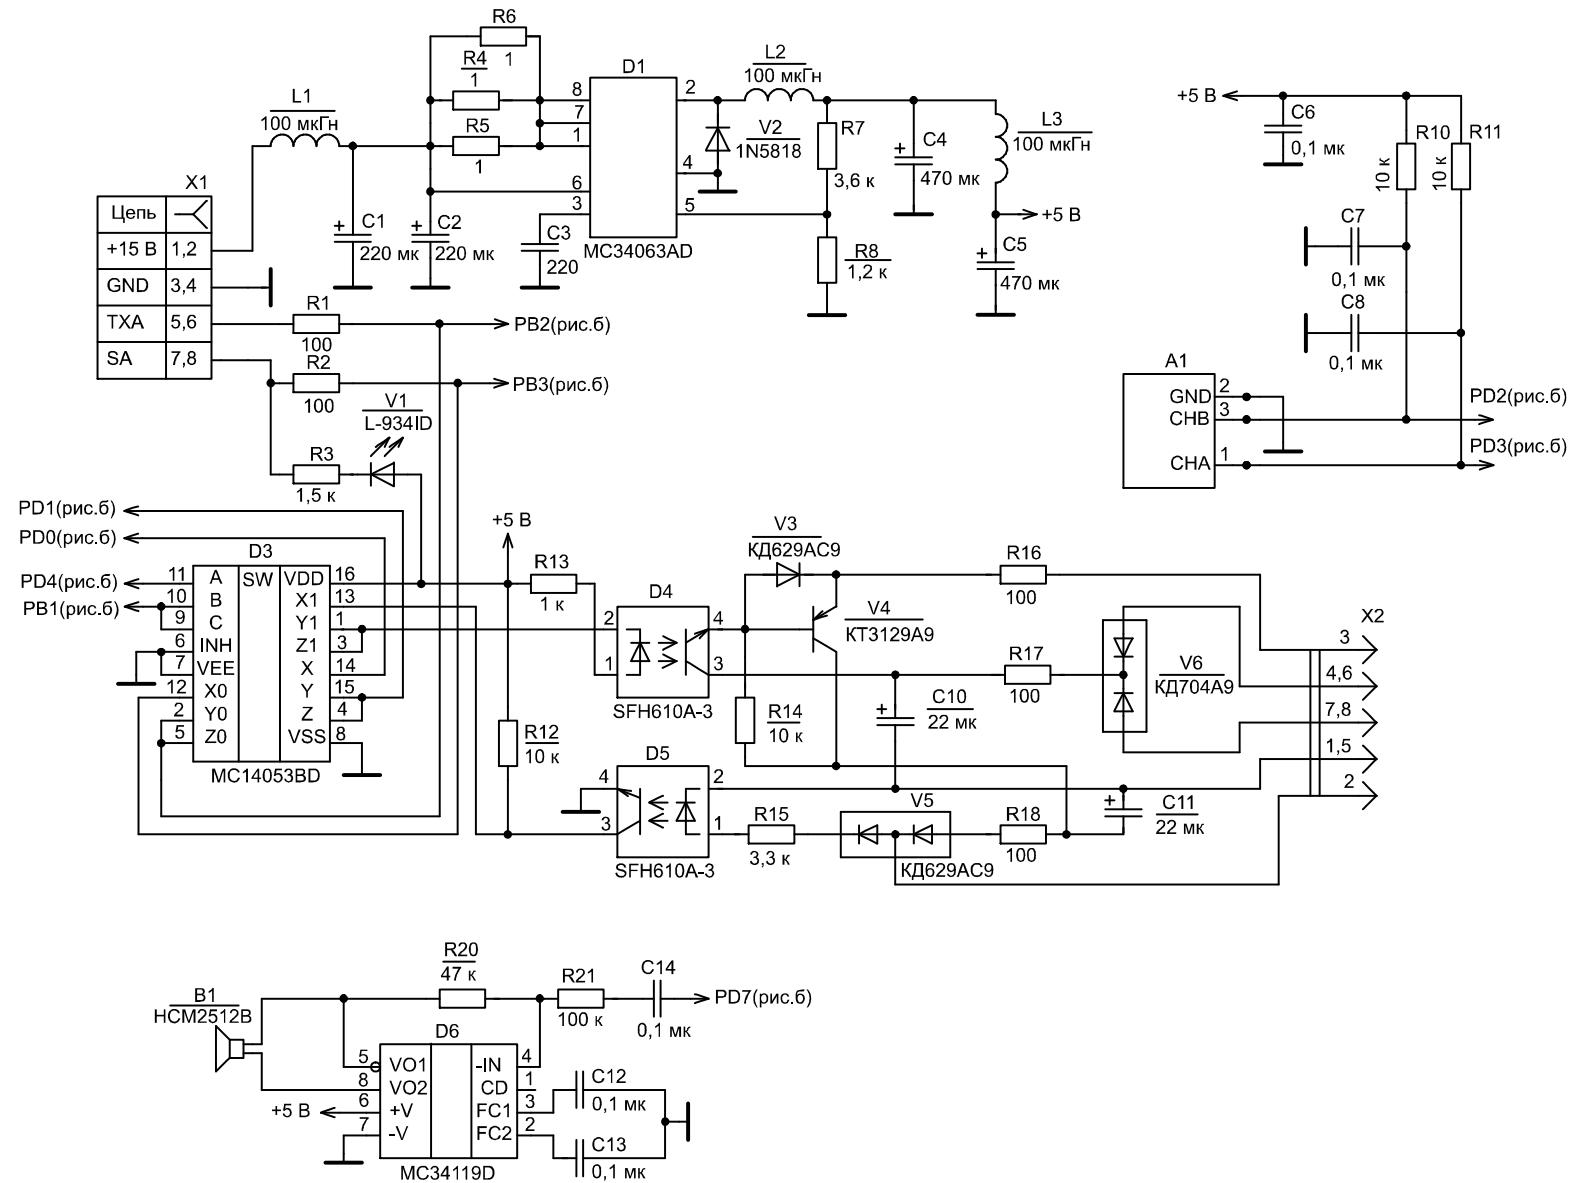 R6
1
R4
1
R5
1
L1
100 мкГн
D1
8
7
1
6
3
2
4
5
MC34063AD
L2
100 мкГн
V2
1N5818
R7
3,6 к
+
C4
470 мк
L3
100 мкГн
+5 В
+
C5
470 мк
R8
1,2 к
+
C1
220 мк
+
C2
220 мк
C3
220
X1
Цепь
+15 В
1,2
GND
3,4
TXA
5,6
SA
7,8
R1
100
PB2(рис.б)
R2
100
PB3(рис.б)
V1
L-934ID
R3
1,5 к
+5 В
C6
0,1 мк
R10
10 к
R11
10 к
C7
0,1 мк
C8
0,1 мк
A1
GND
2
CHB
3
CHA
1
PD2(рис.б)
PD3(рис.б)
PD1(рис.б)
PD0(рис.б)
PD4(рис.б)
PB1(рис.б)
D3
11
A
SW
VDD
16
10
B
X1
13
9
C
Y1
1
6
INH
Z1
3
7
VEE
X
14
12
X0
Y
15
2
Y0
Z
4
5
Z0
VSS
8
MC14053BD
+5 В
R13
1 к
R12
10 к
D4
2
1
4
3
SFH610A-3
V3
КД629АС9
V4
КТ3129А9
R14
10 к
R16
100
R17
100
+
C10
22 мк
V6
КД704А9
X2
3
4,6
7,8
1,5
2
D5
4
3
2
1
SFH610A-3
R15
3,3 к
V5
КД629АС9
R18
100
+
C11
22 мк
B1
HCM2512B
R20
47 к
R21
100 к
C14
0,1 мк
PD7(рис.б)
D6
5
VO1
-IN
4
8
VO2
CD
1
+5 В
6
+V
FC1
3
7
-V
FC2
2
MC34119D
C12
0,1 мк
C13
0,1 мк